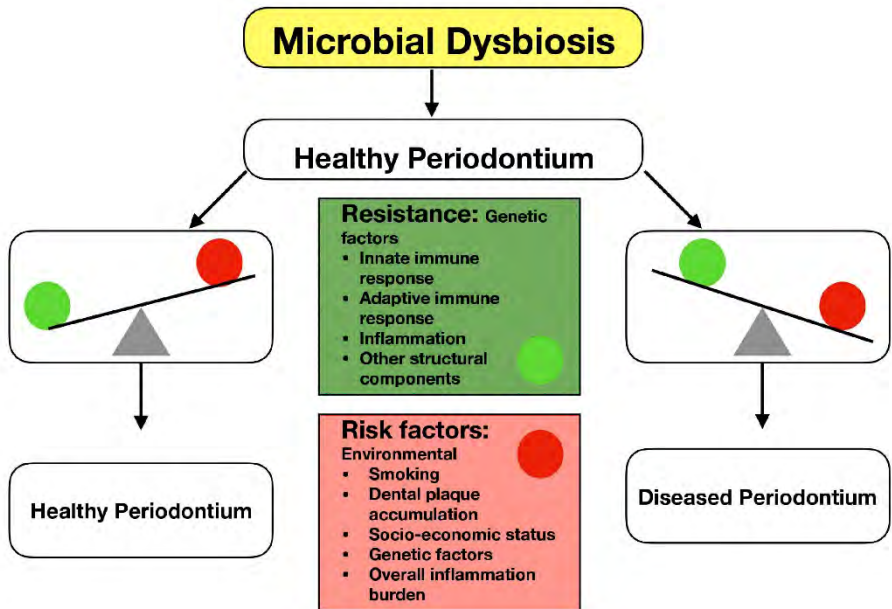 Microbial Dysbiosis
Healthy Periodontium
Resistance: Genetic
factors
▪ Innate immune
response
▪ Adaptive immune
response
▪ Inflammation
▪ Other structural
components
Risk factors:
Environmental
▪ Smoking
▪ Dental plaque
accumulation
▪ Socio-economic status
▪ Genetic factors
▪ Overall inflammation
burden
Healthy Periodontium
Diseased Periodontium